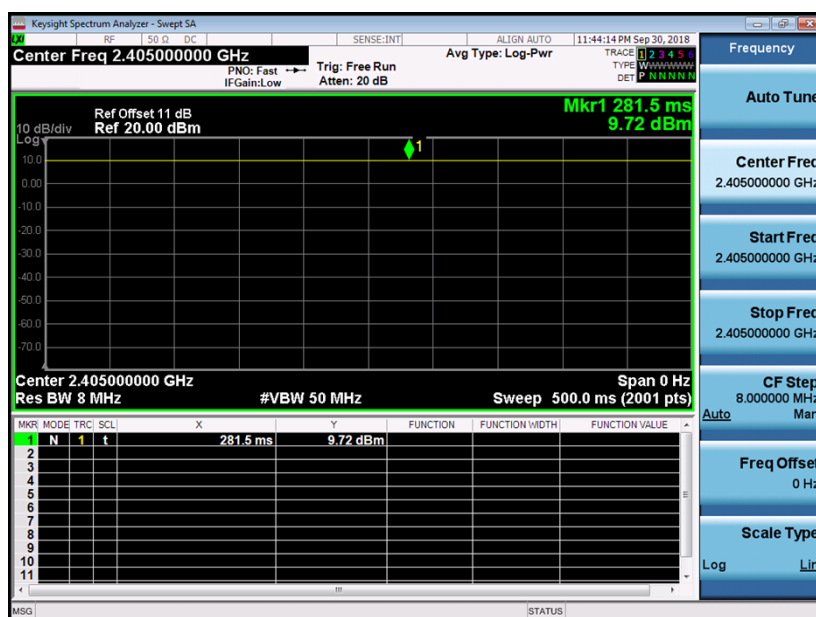 Keysight Spectrum Analyzer - Swept SA
LXI RF 50 Ω DC SENSE:INT ALIGN AUTO 11:44:14 PM Sep 30, 2018
Center Freq 2.405000000 GHz
PNO: Fast
IFGain:Low
Trig: Free Run
Atten: 20 dB
Avg Type: Log-Pwr
TRACE 1 2 3 4 5 6
TYPE WWWWWW
DET P N N N N N
Mkr1 281.5 ms
9.72 dBm
Ref Offset 11 dB
10 dB/div Ref 20.00 dBm
Log
1
10.0
0.00
-10.0
-20.0
-30.0
-40.0
-50.0
-60.0
-70.0
Center 2.405000000 GHz Span 0 Hz
Res BW 8 MHz #VBW 50 MHz Sweep 500.0 ms (2001 pts)
MKR MODE TRC SCL X Y FUNCTION FUNCTION WIDTH FUNCTION VALUE
1 N 1 t 281.5 ms 9.72 dBm
2
3
4
5
6
7
8
9
10
11
MSG STATUS
Frequency
Auto Tune
Center Freq
2.405000000 GHz
Start Freq
2.405000000 GHz
Stop Freq
2.405000000 GHz
CF Step
8.000000 MHz
Auto Man
Freq Offset
0 Hz
Scale Type
Log Lin